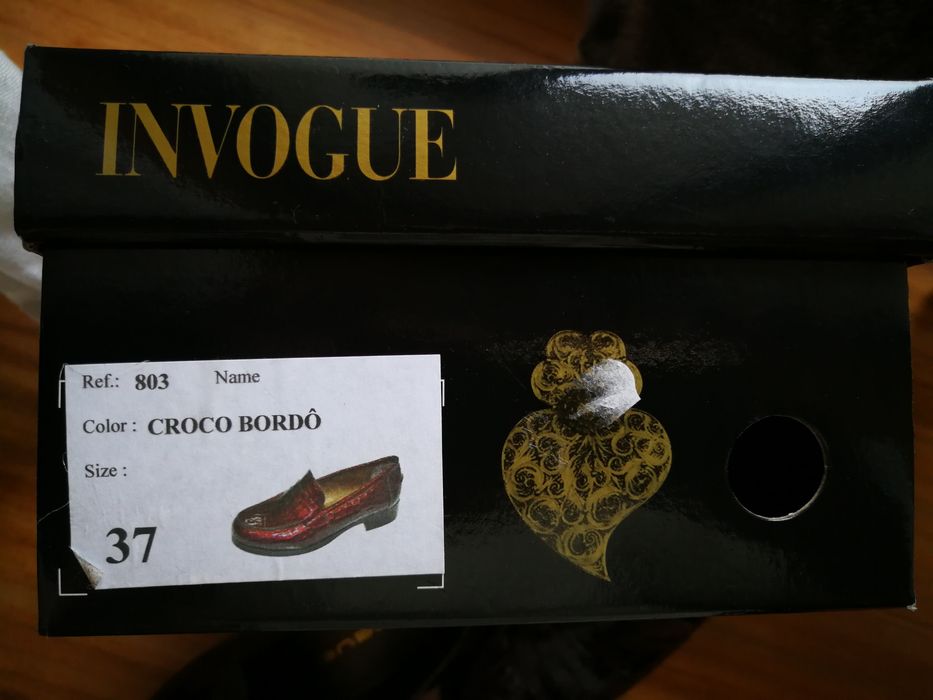 INVOGUE
Ref.: 803 Name
Color : CROCO BORDÔ
Size :
37